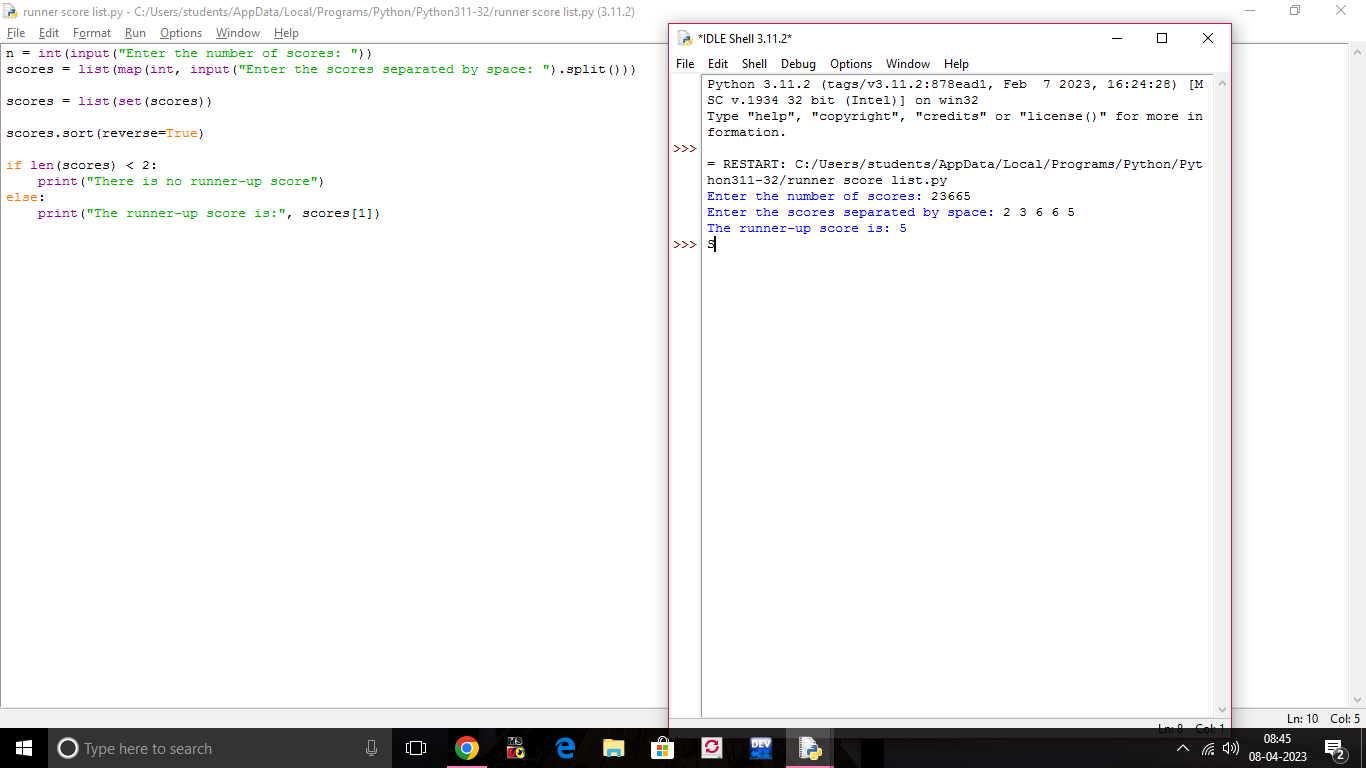 runner score list.py - C:/Users/students/AppData/Local/Programs/Python/Python311-32/runner score list.py (3.11.2)
File Edit Format Run Options Window Help
n = int(input("Enter the number of scores: "))
scores = list(map(int, input("Enter the scores separated by space: ").split()))
scores = list(set(scores))
scores.sort(reverse=True)
if len(scores) < 2:
    print("There is no runner-up score")
else:
    print("The runner-up score is:", scores[1])
Ln: 10 Col: 5
*IDLE Shell 3.11.2*
File Edit Shell Debug Options Window Help
Python 3.11.2 (tags/v3.11.2:878ead1, Feb  7 2023, 16:24:28) [M
SC v.1934 32 bit (Intel)] on win32
Type "help", "copyright", "credits" or "license()" for more in
formation.
>>>
= RESTART: C:/Users/students/AppData/Local/Programs/Python/Pyt
hon311-32/runner score list.py
Enter the number of scores: 23665
Enter the scores separated by space: 2 3 6 6 5
The runner-up score is: 5
>>> S
Ln: 8 Col: 1
Type here to search
MS
TC
DEV
C++
08:45
08-04-2023
2